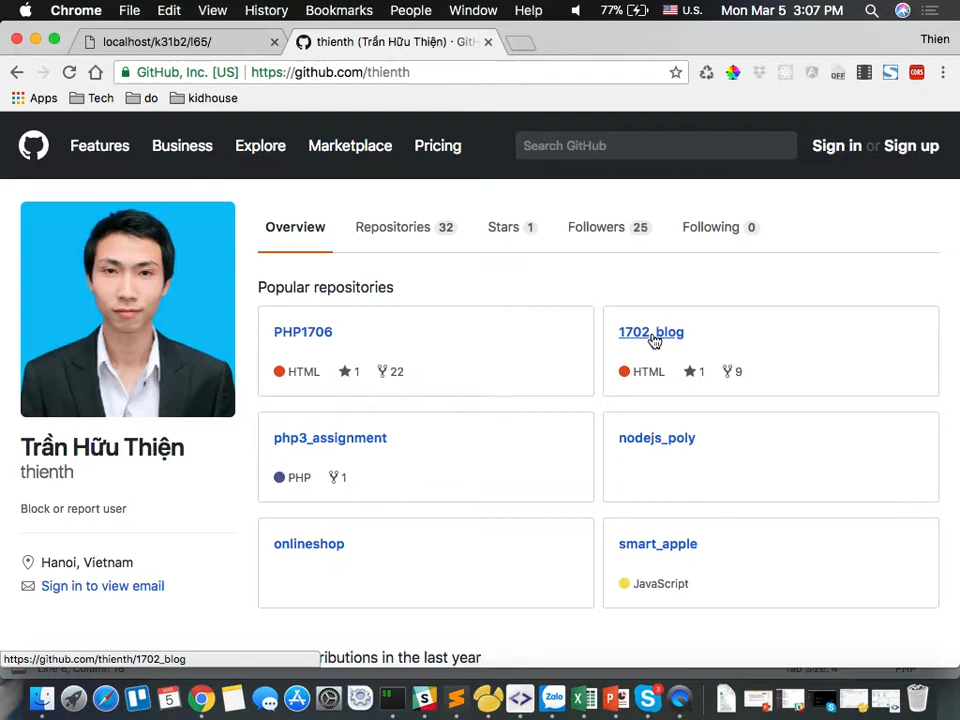 Chrome File Edit View History Bookmarks People Window Help 77% U.S. Mon Mar 5 3:07 PM
localhost/k31b2/l65/ thienth (Trần Hữu Thiện) · GitH Thien
GitHub, Inc. [US] https://github.com/thienth OFF CORS
Apps Tech do kidhouse
Features Business Explore Marketplace Pricing Search GitHub Sign in or Sign up
Overview Repositories 32 Stars 1 Followers 25 Following 0
Popular repositories
PHP1706
HTML 1 22
1702_blog
HTML 1 9
php3_assignment
PHP 1
nodejs_poly
onlineshop
smart_apple
JavaScript
Trần Hữu Thiện
thienth
Block or report user
Hanoi, Vietnam
Sign in to view email
ributions in the last year
https://github.com/thienth/1702_blog
5
Zalo